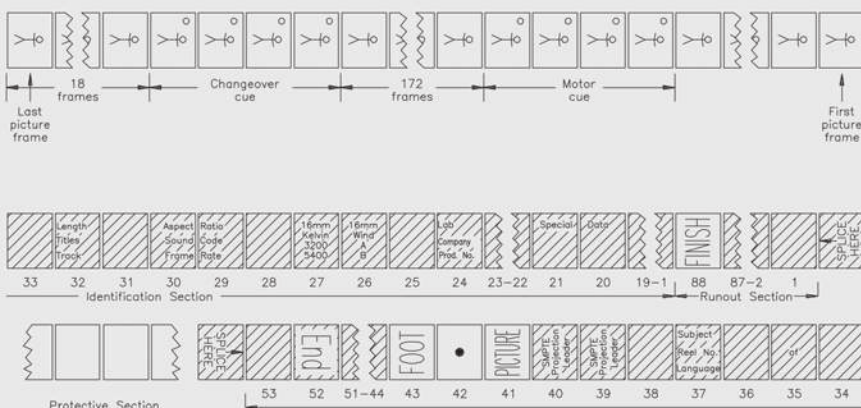 18
frames
Changeover
cue
172
frames
Motor
cue
Last
picture
frame
First
picture
frame
Length
Titles
Track
Aspect
Sound
Frame
Ratio
Code
Rate
16mm
Kelvin
3200
5400
16mm
Wind
A
B
Lab
Company
Prod. No.
Special
Data
FINISH
SPLICE
HERE
33 32 31 30 29 28 27 26 25 24 23-22 21 20 19-1 88 87-2 1
Identification Section
Runout Section
SPLICE
HERE
End
FOOT
PICTURE
SMPTE
Projection
Leader
SMPTE
Projection
Leader
Subject
Reel No.
Language
of
53 52 51-44 43 42 41 40 39 38 37 36 35 34
Protective Section